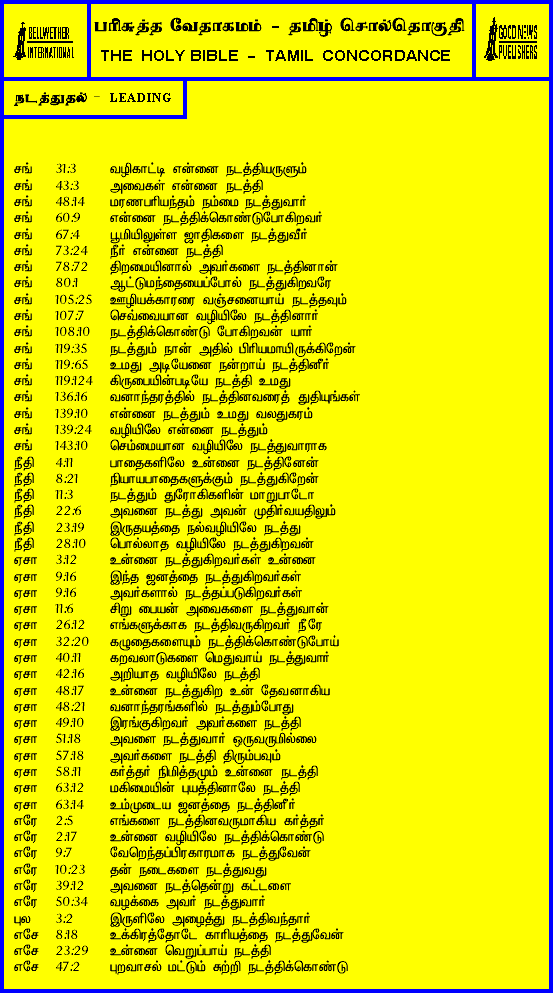 BELLWETHER
INTERNATIONAL
பரிசுத்த வேதாகமம் - தமிழ் சொல்தொகுதி
THE HOLY BIBLE - TAMIL CONCORDANCE
GOOD NEWS
PUBLISHERS
நடத்துதல் - LEADING
சங் 31:3 வழிகாட்டி என்னை நடத்தியருளும்
சங் 43:3 அவைகள் என்னை நடத்தி
சங் 48:14 மரணபரியந்தம் நம்மை நடத்துவார்
சங் 60:9 என்னை நடத்திக்கொண்டுபோகிறவர்
சங் 67:4 பூமியிலுள்ள ஜாதிகளை நடத்துவீர்
சங் 73:24 நீர் என்னை நடத்தி
சங் 78:72 திறமையினால் அவர்களை நடத்தினான்
சங் 80:1 ஆட்டுமந்தையைப்போல் நடத்துகிறவரே
சங் 105:25 ஊழியக்காரரை வஞ்சனையாய் நடத்தவும்
சங் 107:7 செவ்வையான வழியிலே நடத்தினார்
சங் 108:10 நடத்திக்கொண்டு போகிறவன் யார்
சங் 119:35 நடத்தும் நான் அதில் பிரியமாயிருக்கிறேன்
சங் 119:65 உமது அடியேனை நன்றாய் நடத்தினீர்
சங் 119:124 கிருபையின்படியே நடத்தி உமது
சங் 136:16 வனாந்தரத்தில் நடத்தினவரைத் துதியுங்கள்
சங் 139:10 என்னை நடத்தும் உமது வலதுகரம்
சங் 139:24 வழியிலே என்னை நடத்தும்
சங் 143:10 செம்மையான வழியிலே நடத்துவாராக
நீதி 4:11 பாதைகளிலே உன்னை நடத்தினேன்
நீதி 8:21 நியாயபாதைகளுக்கும் நடத்துகிறேன்
நீதி 11:3 நடத்தும் துரோகிகளின் மாறுபாடோ
நீதி 22:6 அவனை நடத்து அவன் முதிர்வயதிலும்
நீதி 23:19 இருதயத்தை நல்வழியிலே நடத்து
நீதி 28:10 பொல்லாத வழியிலே நடத்துகிறவன்
ஏசா 3:12 உன்னை நடத்துகிறவர்கள் உன்னை
ஏசா 9:16 இந்த ஜனத்தை நடத்துகிறவர்கள்
ஏசா 9:16 அவர்களால் நடத்தப்படுகிறவர்கள்
ஏசா 11:6 சிறு பையன் அவைகளை நடத்துவான்
ஏசா 26:12 எங்களுக்காக நடத்திவருகிறவர் நீரே
ஏசா 32:20 கழுதைகளையும் நடத்திக்கொண்டுபோய்
ஏசா 40:11 கறவலாடுகளை மெதுவாய் நடத்துவார்
ஏசா 42:16 அறியாத வழியிலே நடத்தி
ஏசா 48:17 உன்னை நடத்துகிற உன் தேவனாகிய
ஏசா 48:21 வனாந்தரங்களில் நடத்தும்போது
ஏசா 49:10 இரங்குகிறவர் அவர்களை நடத்தி
ஏசா 51:18 அவளை நடத்துவார் ஒருவருமில்லை
ஏசா 57:18 அவர்களை நடத்தி திரும்பவும்
ஏசா 58:11 கர்த்தர் நிமித்தமும் உன்னை நடத்தி
ஏசா 63:12 மகிமையின் புயத்தினாலே நடத்தி
ஏசா 63:14 உம்முடைய ஜனத்தை நடத்தினீர்
எரே 2:5 எங்களை நடத்தினவருமாகிய கர்த்தர்
எரே 2:17 உன்னை வழியிலே நடத்திக்கொண்டு
எரே 9:7 வேறெந்தப்பிரகாரமாக நடத்துவேன்
எரே 10:23 தன் நடைகளை நடத்துவது
எரே 39:12 அவனை நடத்தென்று கட்டளை
எரே 50:34 வழக்கை அவர் நடத்துவார்
புல 3:2 இருளிலே அழைத்து நடத்திவந்தார்
எசே 8:18 உக்கிரத்தோடே காரியத்தை நடத்துவேன்
எசே 23:29 உன்னை வெறுப்பாய் நடத்தி
எசே 47:2 புறவாசல் மட்டும் சுற்றி நடத்திக்கொண்டு